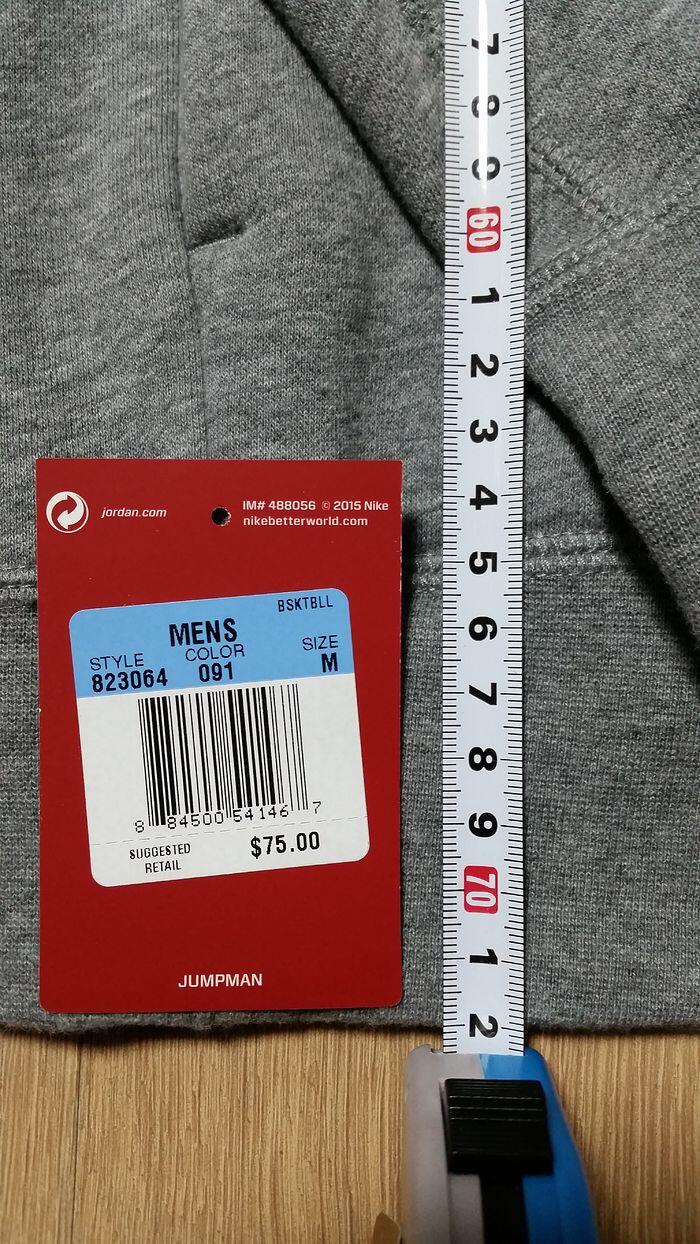 jordan.com
IM# 488056 © 2015 Nike
nikebetterworld.com
BSKTBLL
MENS
STYLE COLOR SIZE
823064 091 M
8 84500 54146 7
SUGGESTED
RETAIL
$75.00
JUMPMAN
7
8
9
60
1
2
3
4
5
6
7
8
9
70
1
2